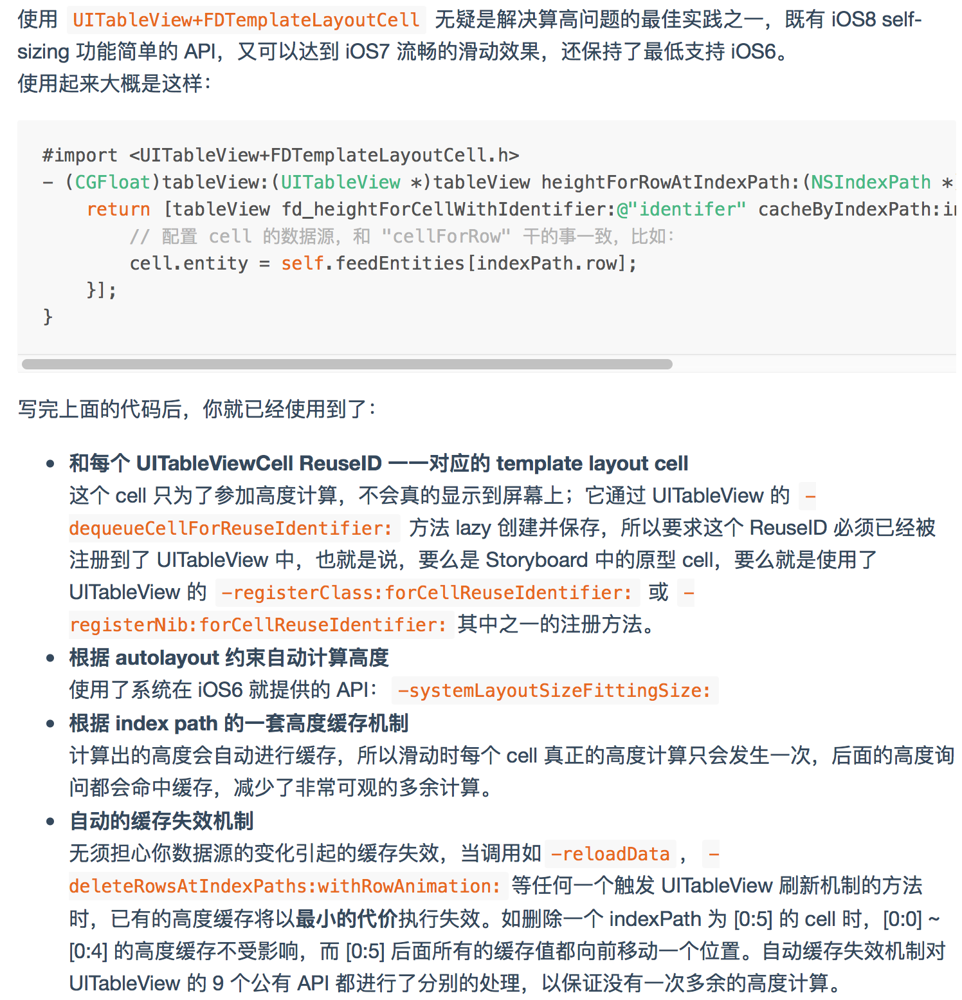 使用 UITableView+FDTemplateLayoutCell 无疑是解决算高问题的最佳实践之一，既有 iOS8 self-
sizing 功能简单的 API，又可以达到 iOS7 流畅的滑动效果，还保持了最低支持 iOS6。
使用起来大概是这样：
#import <UITableView+FDTemplateLayoutCell.h>
- (CGFloat)tableView:(UITableView *)tableView heightForRowAtIndexPath:(NSIndexPath *
return [tableView fd_heightForCellWithIdentifier:@"identifer" cacheByIndexPath:in
// 配置 cell 的数据源，和 "cellForRow" 干的事一致，比如：
cell.entity = self.feedEntities[indexPath.row];
}];
}
写完上面的代码后，你就已经使用到了：
• 和每个 UITableViewCell ReuseID 一一对应的 template layout cell
这个 cell 只为了参加高度计算，不会真的显示到屏幕上；它通过 UITableView 的 -
dequeueCellForReuseIdentifier: 方法 lazy 创建并保存，所以要求这个 ReuseID 必须已经被
注册到了 UITableView 中，也就是说，要么是 Storyboard 中的原型 cell，要么就是使用了
UITableView 的 -registerClass:forCellReuseIdentifier: 或 -
registerNib:forCellReuseIdentifier: 其中之一的注册方法。
• 根据 autolayout 约束自动计算高度
使用了系统在 iOS6 就提供的 API： -systemLayoutSizeFittingSize:
• 根据 index path 的一套高度缓存机制
计算出的高度会自动进行缓存，所以滑动时每个 cell 真正的高度计算只会发生一次，后面的高度询
问都会命中缓存，减少了非常可观的多余计算。
• 自动的缓存失效机制
无须担心你数据源的变化引起的缓存失效，当调用如 -reloadData ， -
deleteRowsAtIndexPaths:withRowAnimation: 等任何一个触发 UITableView 刷新机制的方法
时，已有的高度缓存将以最小的代价执行失效。如删除一个 indexPath 为 [0:5] 的 cell 时，[0:0] ~
[0:4] 的高度缓存不受影响，而 [0:5] 后面所有的缓存值都向前移动一个位置。自动缓存失效机制对
UITableView 的 9 个公有 API 都进行了分别的处理，以保证没有一次多余的高度计算。